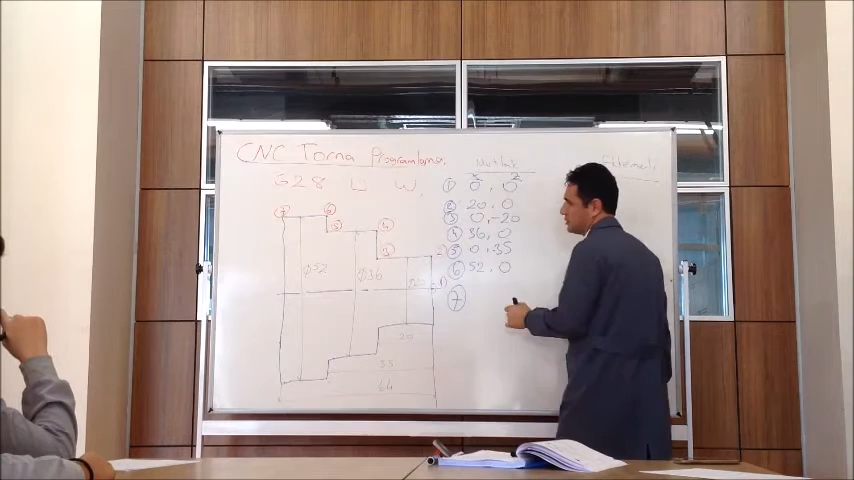 CNC Torna Programlama
G28 U W
Mutlak
Eklemeli
x z
1 0, 0
2 20, 0
3 0, -20
4 36, 0
5 0, -35
6 52, 0
7
7 6
5 4
3
2
1
Ø52 Ø36
20
35
64